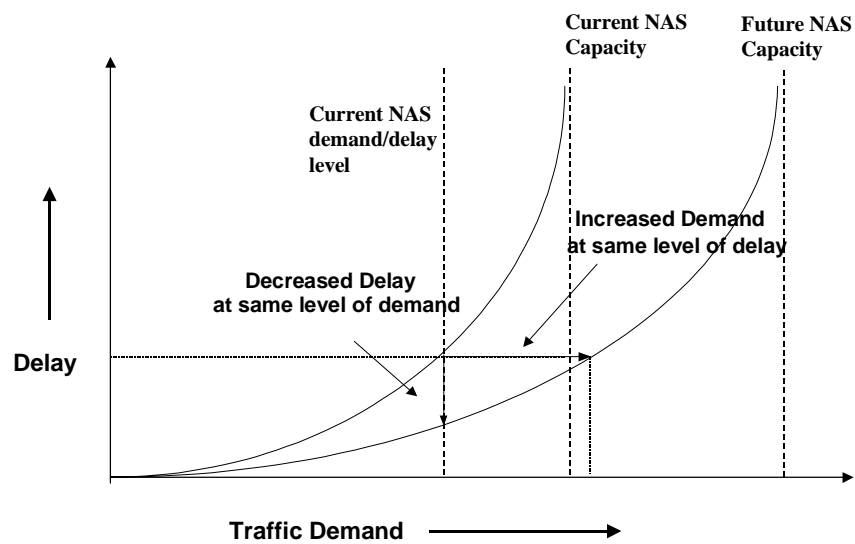 Current NAS
Capacity
Future NAS
Capacity
Current NAS
demand/delay
level
Increased Demand
at same level of delay
Decreased Delay
at same level of demand
Delay
Traffic Demand